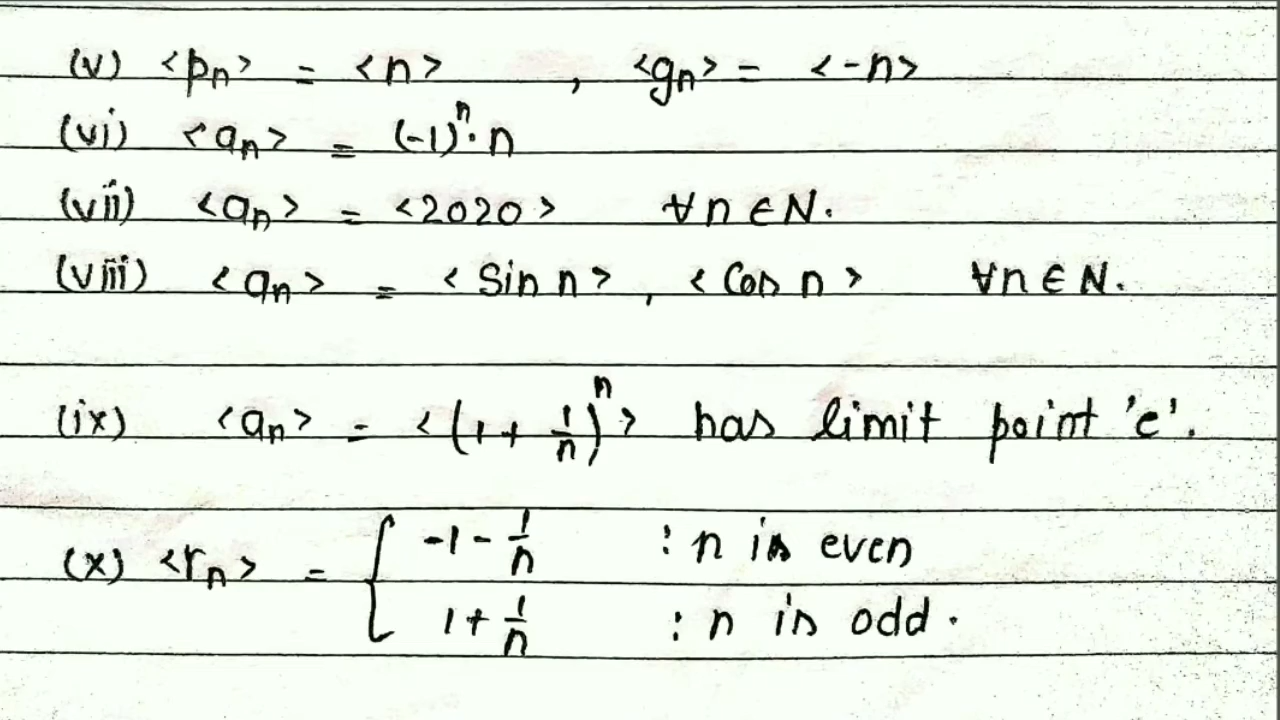 (v) <pn> = <n> , <gn> = <-n>
(vi) <an> = (-1)^n · n
(vii) <an> = <2020> ∀n∈N.
(viii) <an> = <Sin n>, <Cos n> ∀n∈N.
(ix) <an> = <(1 + 1/n)^n> has limit point 'e'.
(x) <rn> = { -1 - 1/n : n is even
1 + 1/n : n is odd.